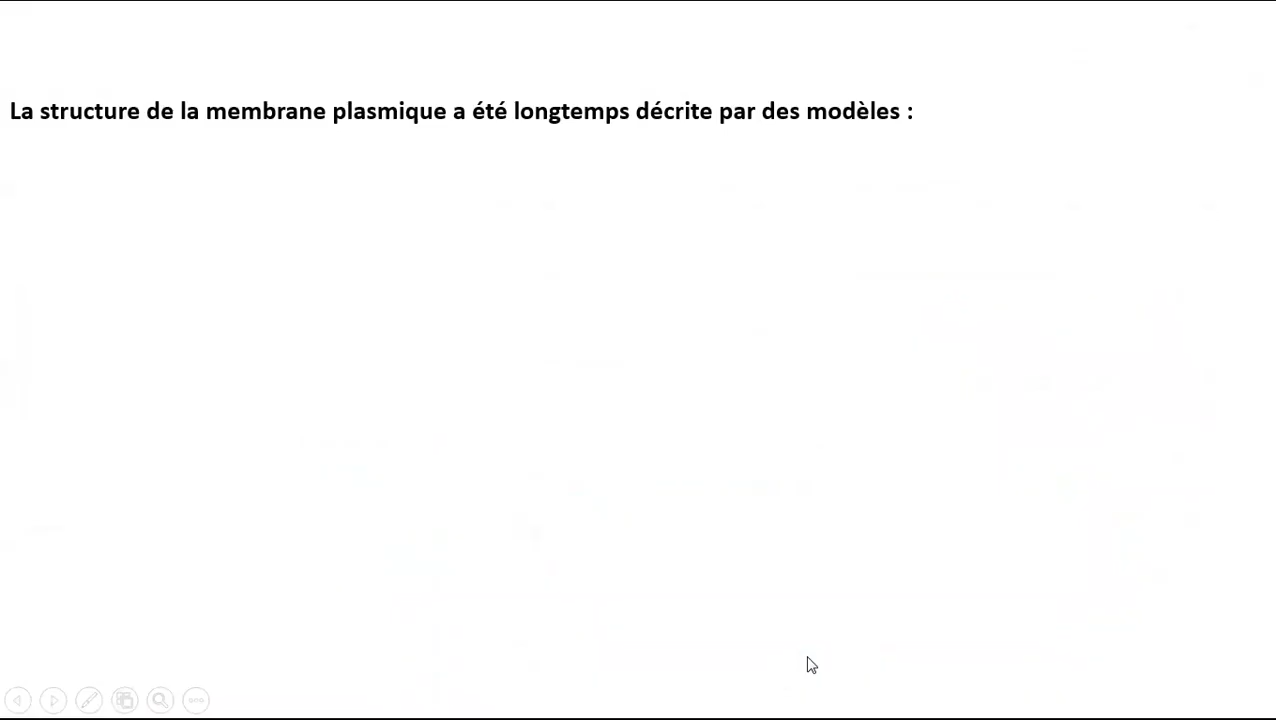 La structure de la membrane plasmique a été longtemps décrite par des modèles :